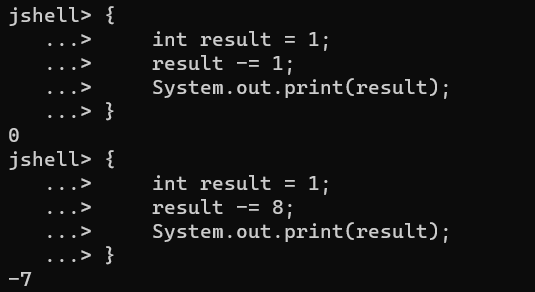 jshell> {
   ...>     int result = 1;
   ...>     result -= 1;
   ...>     System.out.print(result);
   ...> }
0
jshell> {
   ...>     int result = 1;
   ...>     result -= 8;
   ...>     System.out.print(result);
   ...> }
-7